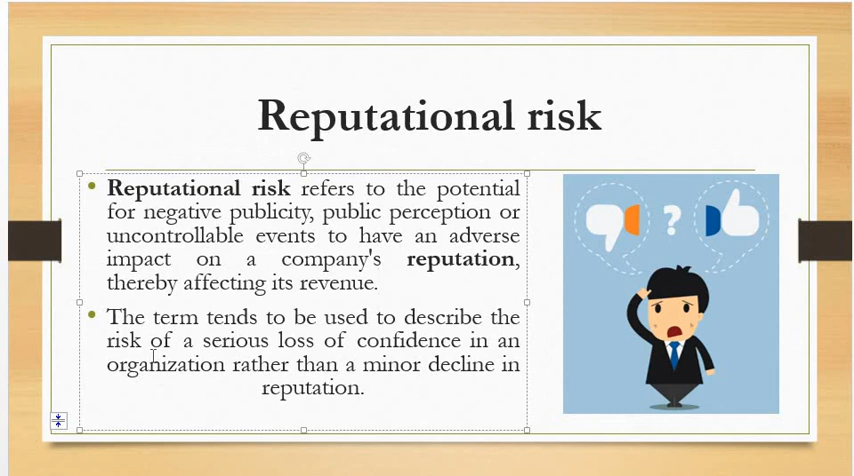 Reputational risk
• Reputational risk refers to the potential
for negative publicity, public perception or
uncontrollable events to have an adverse
impact on a company's reputation,
thereby affecting its revenue.
• The term tends to be used to describe the
risk of a serious loss of confidence in an
organization rather than a minor decline in
reputation.
?